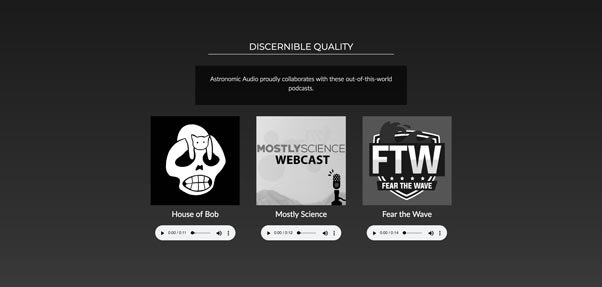 DISCERNIBLE QUALITY
Astronomic Audio proudly collaborates with these out-of-this-world
podcasts.
MOSTLYSCIENCE
WEBCAST
FTW
FEAR THE WAVE
House of Bob
Mostly Science
Fear the Wave
0:00 / 0:11
0:00 / 0:12
0:00 / 0:14